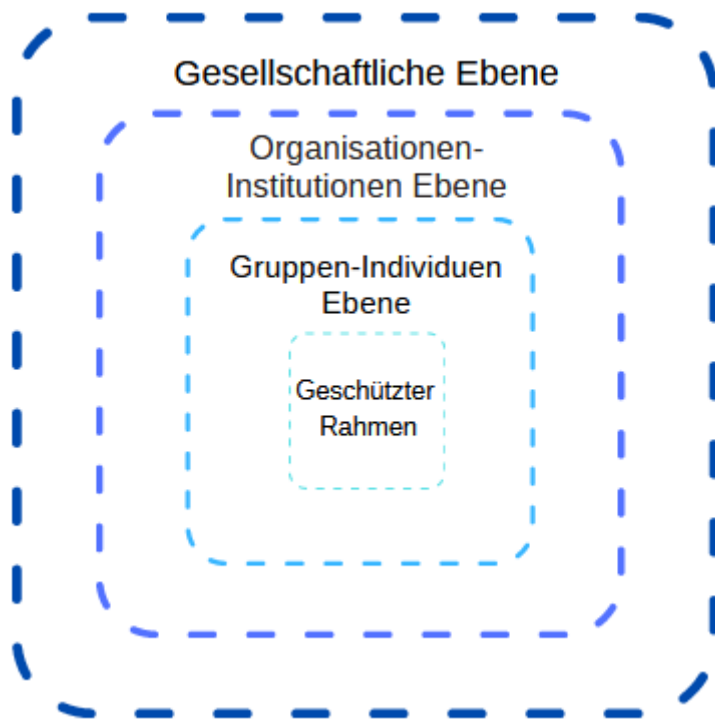 Gesellschaftliche Ebene
Organisationen-
Institutionen Ebene
Gruppen-Individuen
Ebene
Geschützter
Rahmen